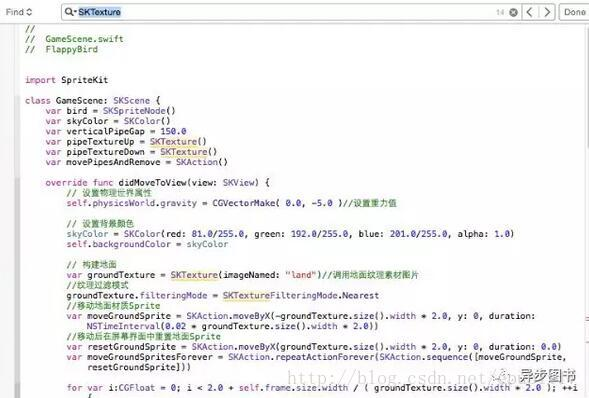 Find SKTexture 14 Done
//
// GameScene.swift
// FlappyBird
import SpriteKit
class GameScene: SKScene {
var bird = SKSpriteNode()
var skyColor = SKColor()
var verticalPipeGap = 150.0
var pipeTextureUp = SKTexture()
var pipeTextureDown = SKTexture()
var movePipesAndRemove = SKAction()
override func didMoveToView(view: SKView) {
// 设置物理世界属性
self.physicsWorld.gravity = CGVectorMake( 0.0, -5.0 )//设置重力值
// 设置背景颜色
skyColor = SKColor(red: 81.0/255.0, green: 192.0/255.0, blue: 201.0/255.0, alpha: 1.0)
self.backgroundColor = skyColor
// 构建地面
var groundTexture = SKTexture(imageNamed: "land")//调用地面纹理素材图片
//纹理过滤模式
groundTexture.filteringMode = SKTextureFilteringMode.Nearest
//移动地面材质Sprite
var moveGroundSprite = SKAction.moveByX(-groundTexture.size().width * 2.0, y: 0, duration:
NSTimeInterval(0.02 * groundTexture.size().width * 2.0))
//移动后在屏幕界面中重置地面Sprite
var resetGroundSprite = SKAction.moveByX(groundTexture.size().width * 2.0, y: 0, duration: 0.0)
var moveGroundSpritesForever = SKAction.repeatActionForever(SKAction.sequence([moveGroundSprite,
resetGroundSprite]))
for var i:CGFloat = 0; i < 2.0 + self.frame.size.width / ( groundTexture.size().width * 2.0 ); ++i
{
http://blog.csdn.net/
异步图书